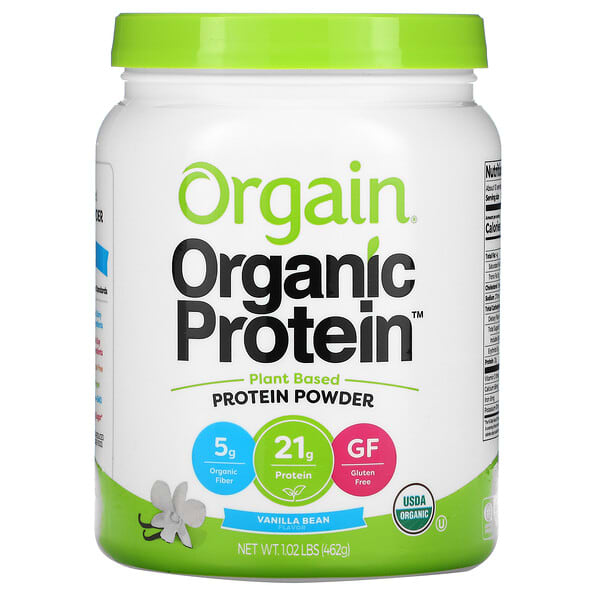 Orgain®
Organic
Protein™
Plant Based
PROTEIN POWDER
5g
Organic
Fiber
21g
Protein
GF
Gluten
Free
VANILLA BEAN
FLAVOR
USDA
ORGANIC
U
NET WT. 1.02 LBS (462g)